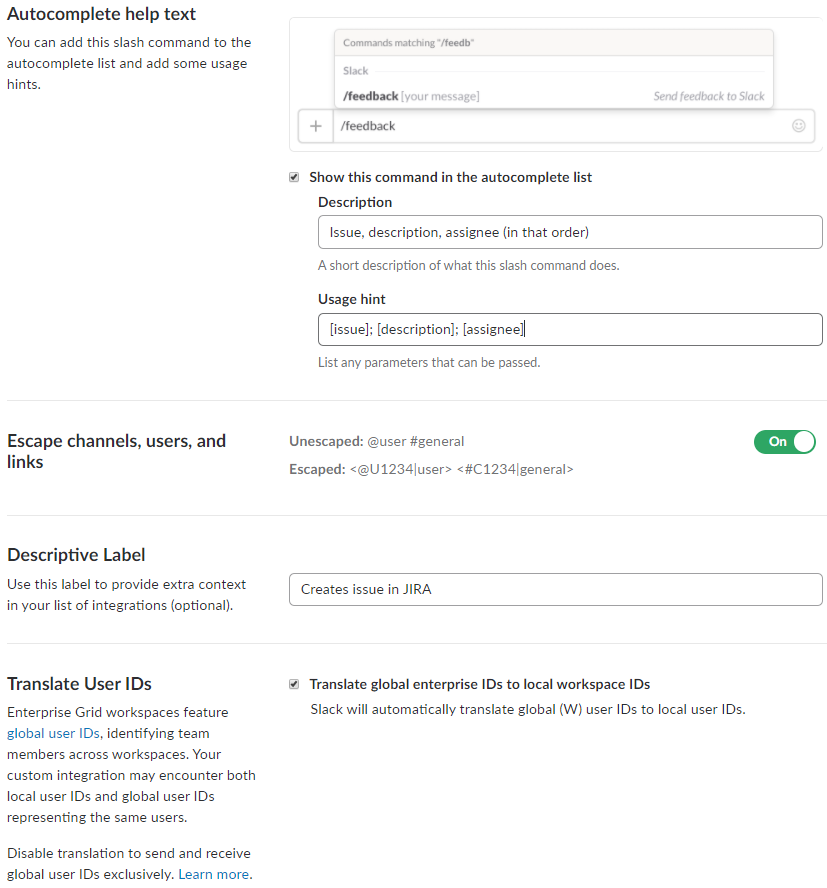 Autocomplete help text
You can add this slash command to the
autocomplete list and add some usage
hints.
Commands matching "/feedb"
Slack
/feedback [your message] Send feedback to Slack
/feedback
Show this command in the autocomplete list
Description
Issue, description, assignee (in that order)
A short description of what this slash command does.
Usage hint
[issue]; [description]; [assignee]
List any parameters that can be passed.
Escape channels, users, and
links
Unescaped: @user #general
Escaped: <@U1234|user> <#C1234|general>
On
Descriptive Label
Use this label to provide extra context
in your list of integrations (optional).
Creates issue in JIRA
Translate User IDs
Enterprise Grid workspaces feature
global user IDs, identifying team
members across workspaces. Your
custom integration may encounter both
local user IDs and global user IDs
representing the same users.
Disable translation to send and receive
global user IDs exclusively. Learn more.
Translate global enterprise IDs to local workspace IDs
Slack will automatically translate global (W) user IDs to local user IDs.